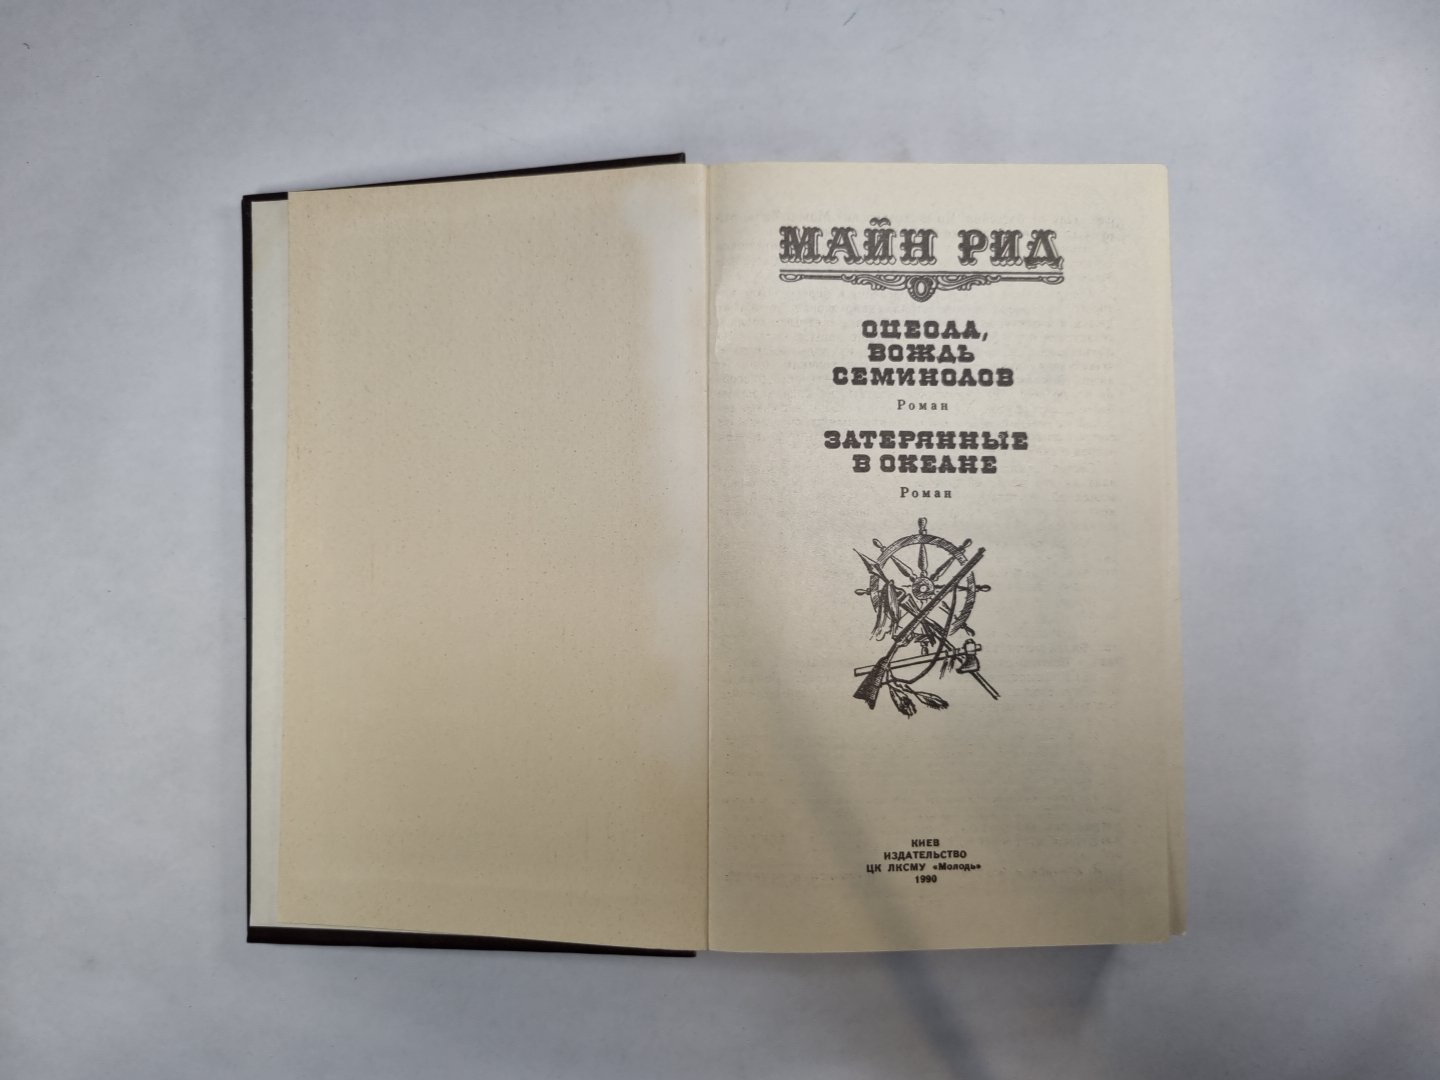 МАЙН РИД
ОЦЕОЛА,
ВОЖДЬ
СЕМИНОЛОВ
Роман
ЗАТЕРЯННЫЕ
В ОКЕАНЕ
Роман
КИЕВ
ИЗДАТЕЛЬСТВО
ЦК ЛКСМУ «Молодь»
1990